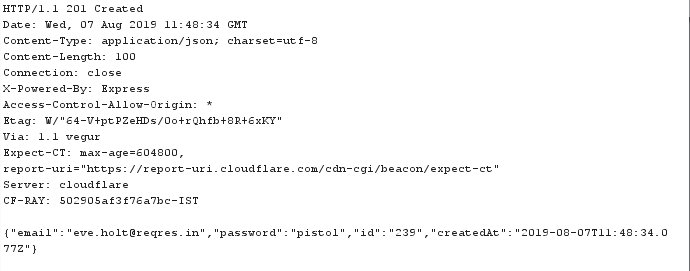 HTTP/1.1 201 Created
Date: Wed, 07 Aug 2019 11:48:34 GMT
Content-Type: application/json; charset=utf-8
Content-Length: 100
Connection: close
X-Powered-By: Express
Access-Control-Allow-Origin: *
Etag: W/"64-V+ptPZeHDs/0o+rQhfb+8R+6xKY"
Via: 1.1 vegur
Expect-CT: max-age=604800,
report-uri="https://report-uri.cloudflare.com/cdn-cgi/beacon/expect-ct"
Server: cloudflare
CF-RAY: 502905af3f76a7bc-IST
{"email":"eve.holt@reqres.in","password":"pistol","id":"239","createdAt":"2019-08-07T11:48:34.0
77Z"}